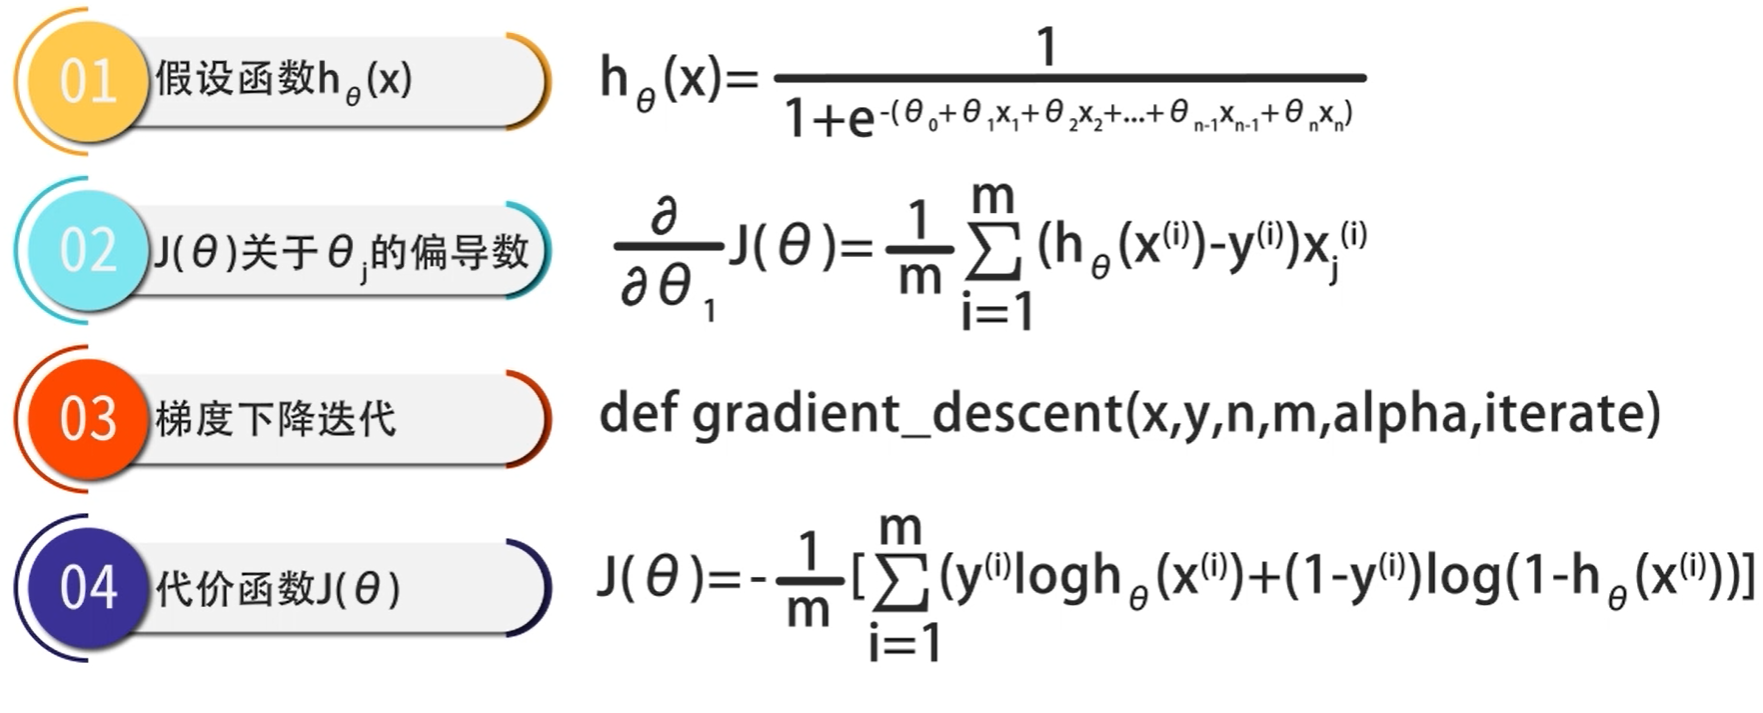 01 假设函数hθ(x)
hθ(x)=1/1+e-(θ0+θ1x1+θ2x2+...+θn-1xn-1+θnxn)
02 J(θ)关于θj的偏导数
∂/∂θ1 J(θ)=1/m m∑i=1 (hθ(x(i))-y(i))xj(i)
03 梯度下降迭代
def gradient_descent(x,y,n,m,alpha,iterate)
04 代价函数J(θ)
J(θ)=-1/m[m∑i=1(y(i)loghθ(x(i))+(1-y(i))log(1-hθ(x(i)))]